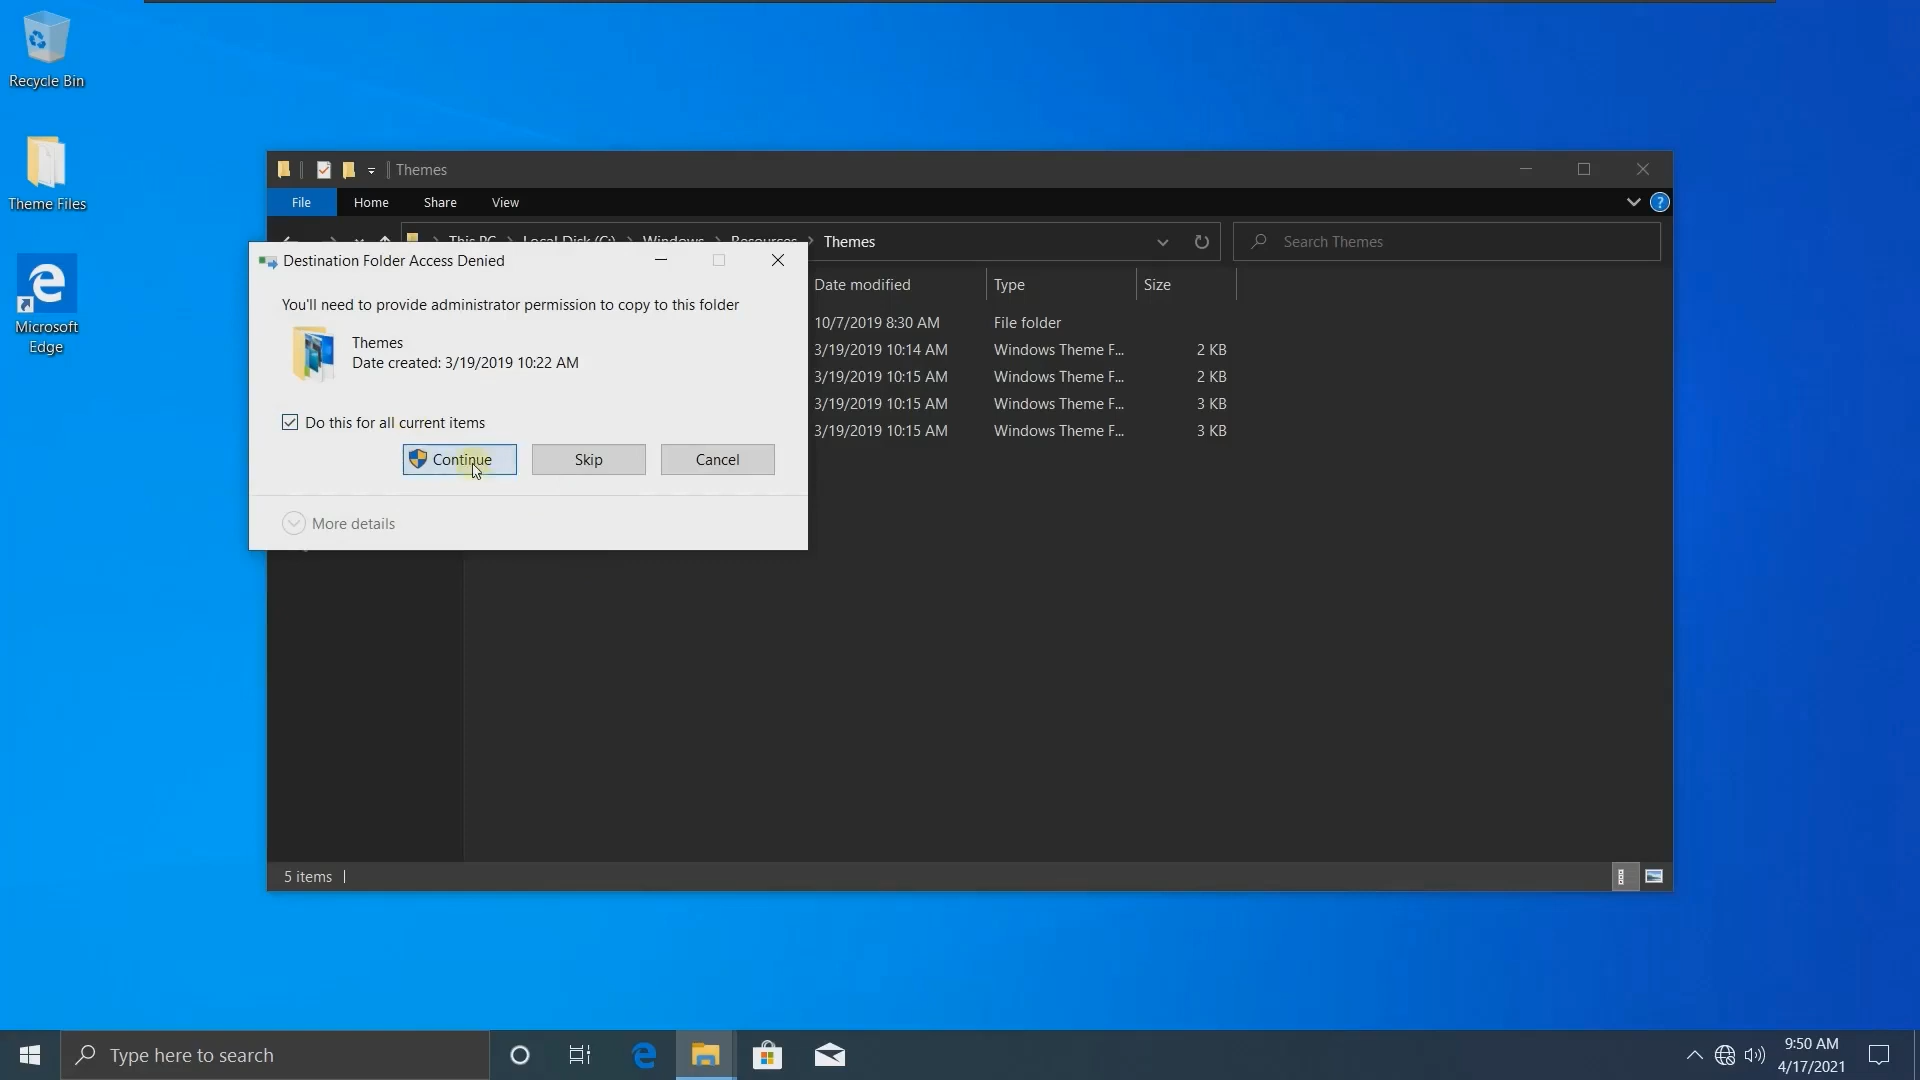 Recycle Bin
Theme Files
Microsoft
Edge
Themes
File
Home
Share
View
This PC
Local Disk (C:)
Windows
Resources
Themes
Search Themes
Destination Folder Access Denied
You'll need to provide administrator permission to copy to this folder
Themes
Date created: 3/19/2019 10:22 AM
Do this for all current items
Continue
Skip
Cancel
More details
Date modified
Type
Size
10/7/2019 8:30 AM
File folder
3/19/2019 10:14 AM
Windows Theme F...
2 KB
3/19/2019 10:15 AM
Windows Theme F...
2 KB
3/19/2019 10:15 AM
Windows Theme F...
3 KB
3/19/2019 10:15 AM
Windows Theme F...
3 KB
5 items
Type here to search
9:50 AM
4/17/2021